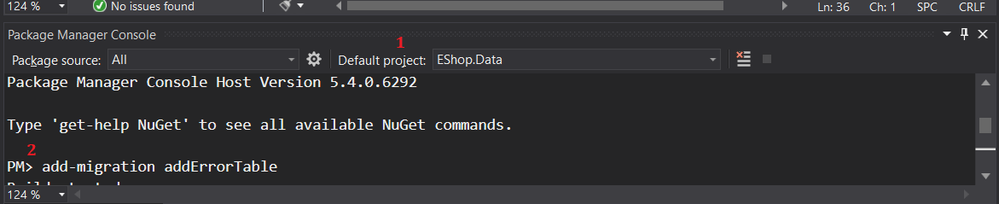 124 % No issues found Ln: 36 Ch: 1 SPC CRLF
Package Manager Console
1
Package source: All Default project: EShop.Data
Package Manager Console Host Version 5.4.0.6292
Type 'get-help NuGet' to see all available NuGet commands.
2
PM> add-migration addErrorTable
124 %